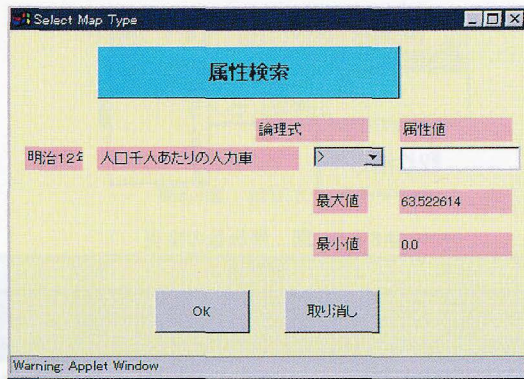 Select Map Type
属性検索
論理式 属性値
明治12年 人口千人あたりの人力車 >
最大値 63.522614
最小値 0.0
OK 取り消し
Warning: Applet Window